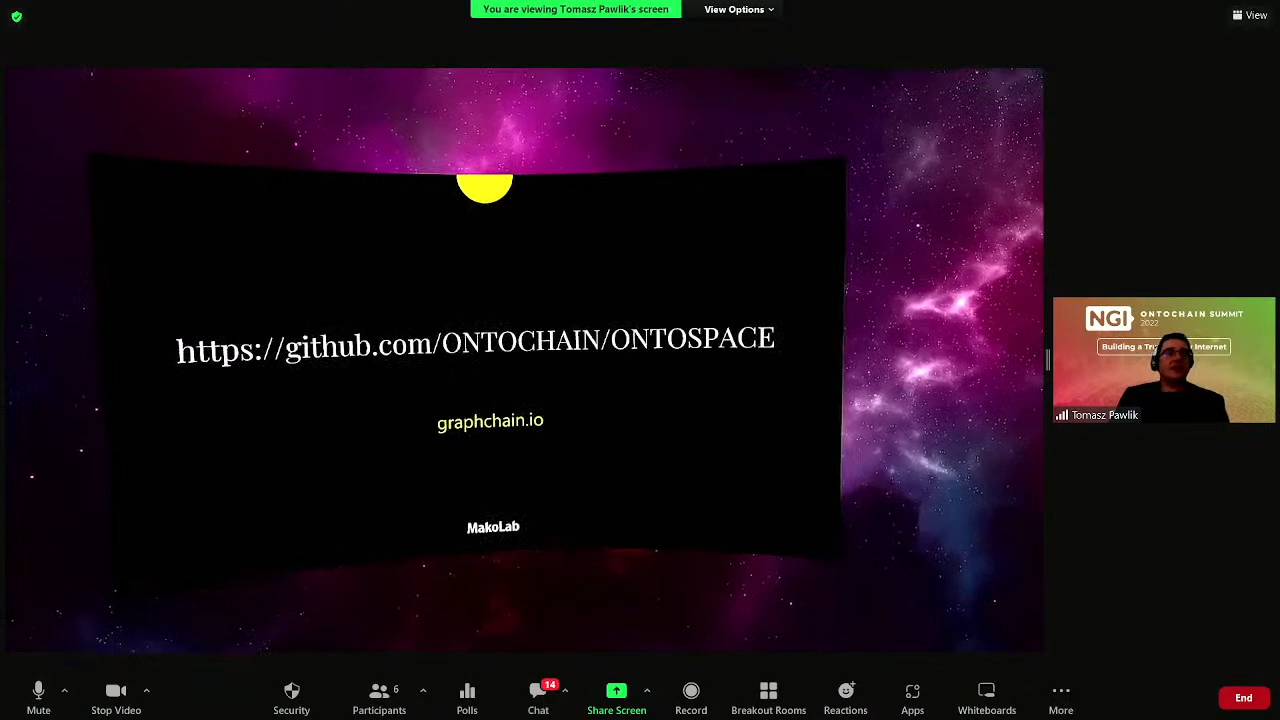 You are viewing Tomasz Pawlik's screen
View Options
View
https://github.com/ONTOCHAIN/ONTOSPACE
graphchain.io
MakoLab
NGI
ONTOCHAIN SUMMIT
2022
Building a Internet
Tomasz Pawlik
6
14
Mute
Stop Video
Security
Participants
Polls
Chat
Share Screen
Record
Breakout Rooms
Reactions
Apps
Whiteboards
More
End